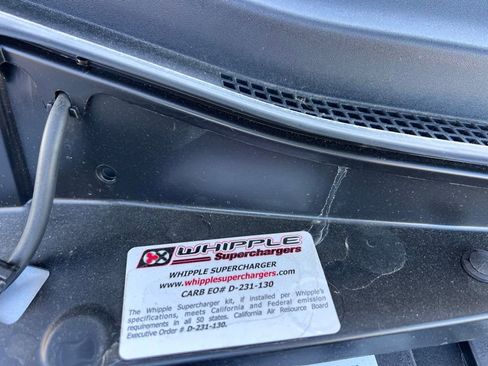 WHIPPLE
Superchargers
WHIPPLE SUPERCHARGER
www.whipplesuperchargers.com
CARB EO# D-231-130
The Whipple Supercharger kit, if installed per Whipple's
specifications, meets California and Federal emission
requirements in all 50 states. California Air Resource Board
Executive Order # D-231-130.